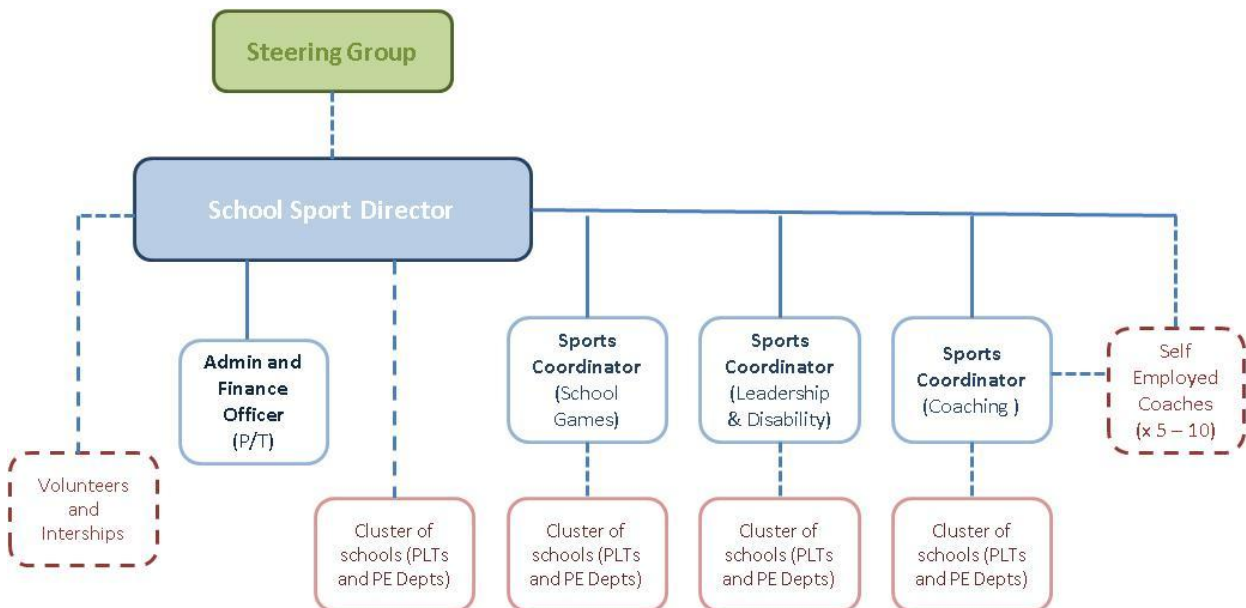 Steering Group
School Sport Director
Admin and
Finance
Officer
(P/T)
Sports
Coordinator
(School
Games)
Sports
Coordinator
(Leadership
& Disability)
Sports
Coordinator
(Coaching )
Self
Employed
Coaches
(x 5 – 10)
Volunteers
and
Interships
Cluster of
schools (PLTs
and PE Depts)
Cluster of
schools (PLTs
and PE Depts)
Cluster of
schools (PLTs
and PE Depts)
Cluster of
schools (PLTs
and PE Depts)